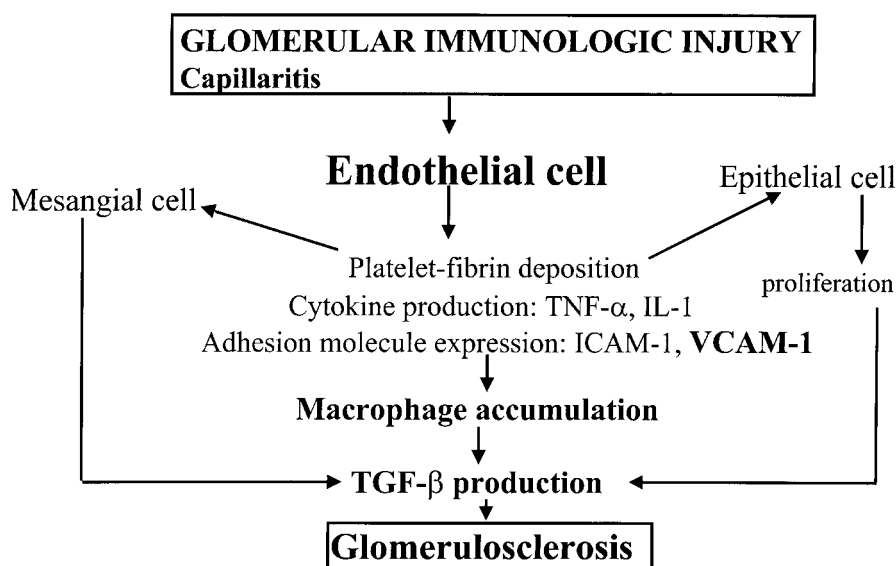 GLOMERULAR IMMUNOLOGIC INJURY
Capillaritis
Endothelial cell
Mesangial cell
Epithelial cell
Platelet-fibrin deposition
proliferation
Cytokine production: TNF-α, IL-1
Adhesion molecule expression: ICAM-1, VCAM-1
Macrophage accumulation
TGF-β production
Glomerulosclerosis